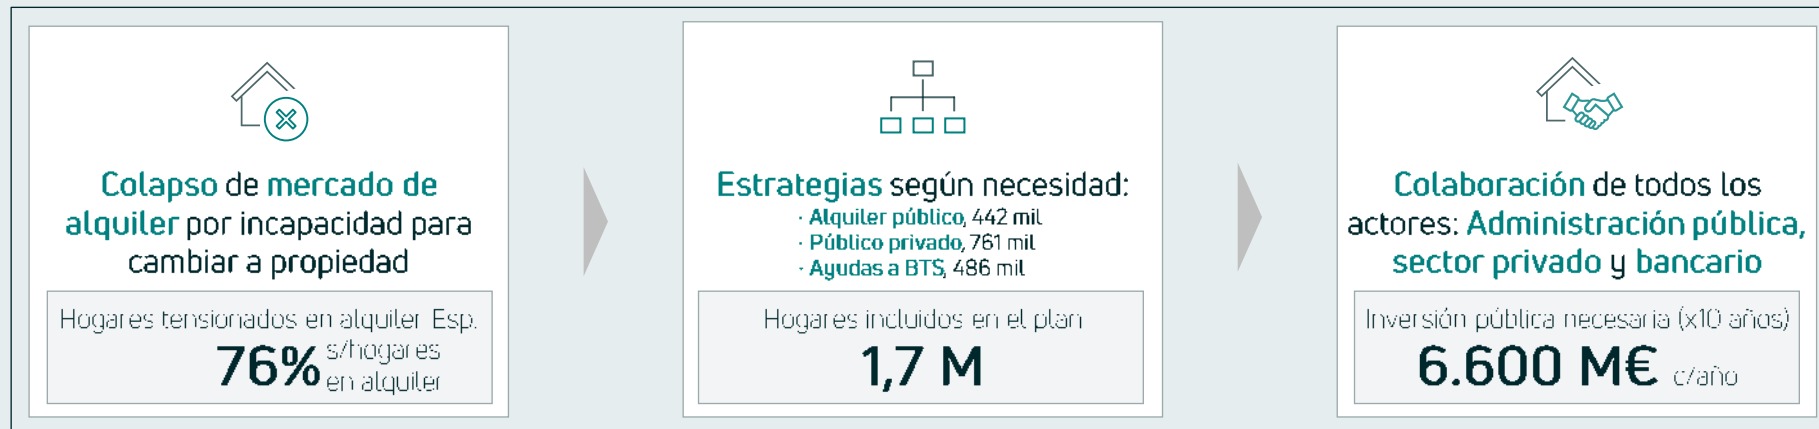 Colapso de mercado de
alquiler por incapacidad para
cambiar a propiedad
Hogares tensionados en alquiler Esp.
76% s/hogares
en alquiler
Estrategias según necesidad:
· Alquiler público, 442 mil
· Público privado, 761 mil
· Ayudas a BTS, 486 mil
Hogares incluidos en el plan
1,7 M
Colaboración de todos los
actores: Administración pública,
sector privado y bancario
Inversión pública necesaria (x10 años)
6.600 M€ c/año